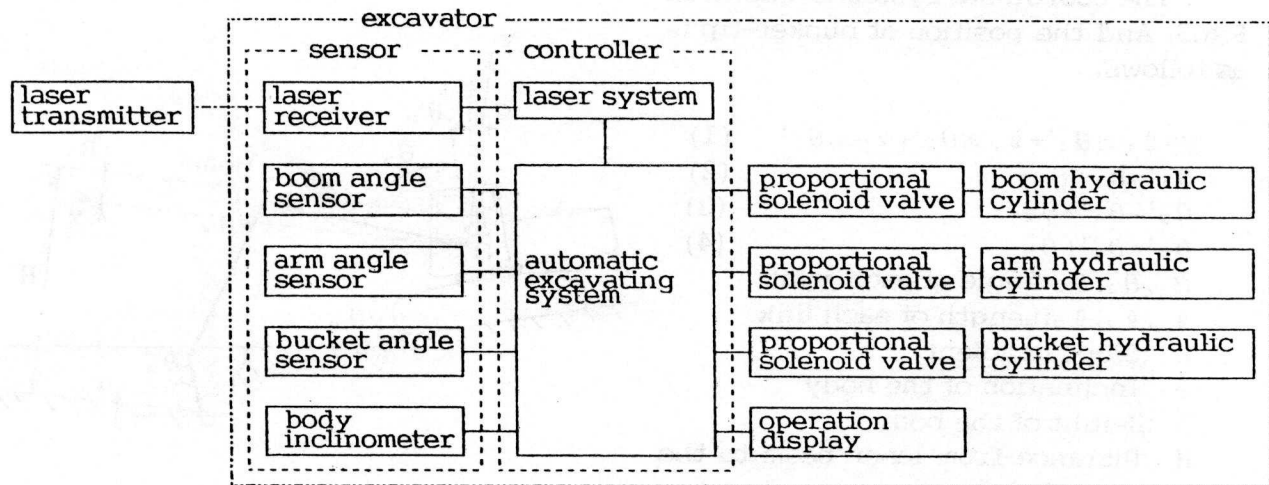 excavator
sensor
controller
laser
transmitter
laser
receiver
laser system
boom angle
sensor
proportional
solenoid valve
boom hydraulic
cylinder
arm angle
sensor
automatic
excavating
system
proportional
solenoid valve
arm hydraulic
cylinder
bucket angle
sensor
proportional
solenoid valve
bucket hydraulic
cylinder
body
inclinometer
operation
display